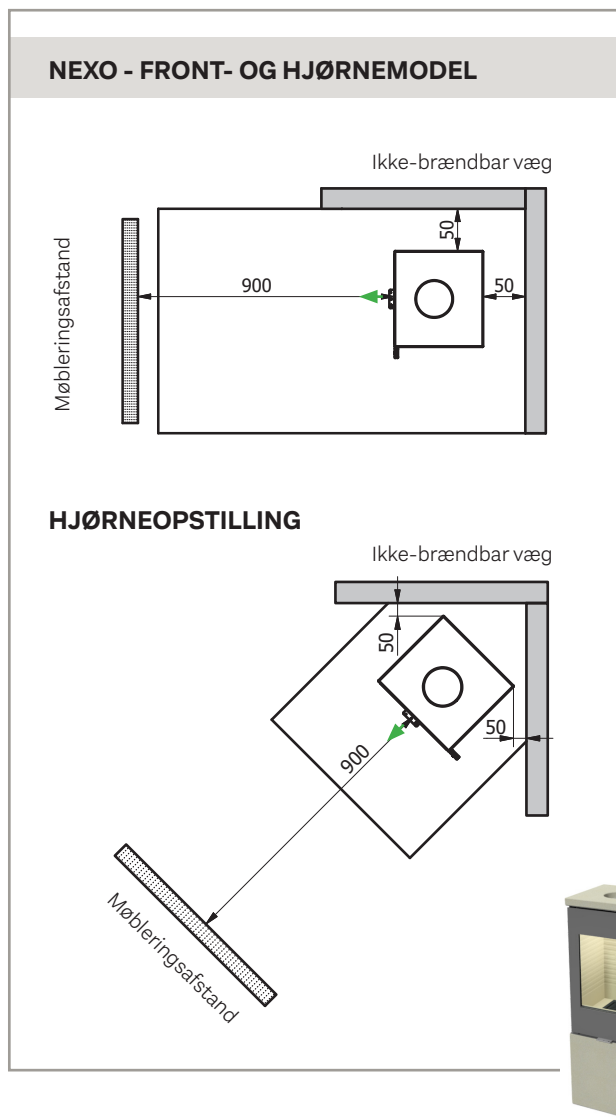 NEXO - FRONT- OG HJØRNEMODEL
Ikke-brændbar væg
50
Møbleringsafstand
900
50
HJØRNEOPSTILLING
Ikke-brændbar væg
50
50
900
Møbleringsafstand